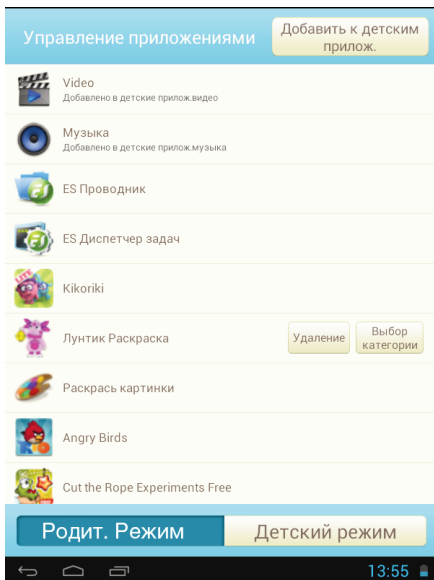 Управление приложениями
Добавить к детским
прилож.
Video
Добавлено в детские прилож.видео
Музыка
Добавлено в детские прилож.музыка
ES Проводник
ES Диспетчер задач
LITE
Kikoriki
Лунтик Раскраска
Удаление
Выбор
категории
Раскрась картинки
Angry Birds
Cut the Rope Experiments Free
Родит. Режим
Детский режим
13:55